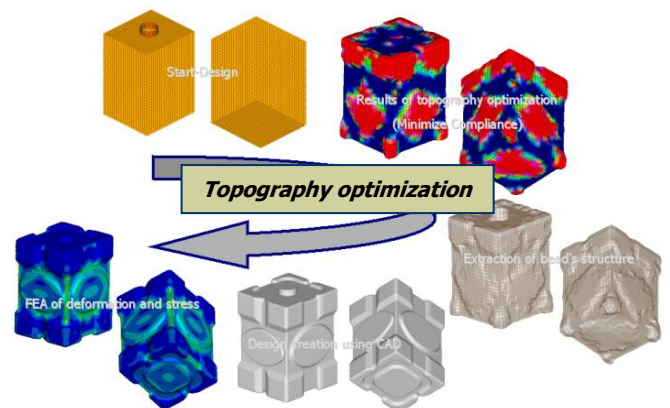 Start-Design
Results of topography optimization
(Minimize Compliance)
Topography optimization
Extraction of bead's structure
FEA of deformation and stress
Design Creation using CAD